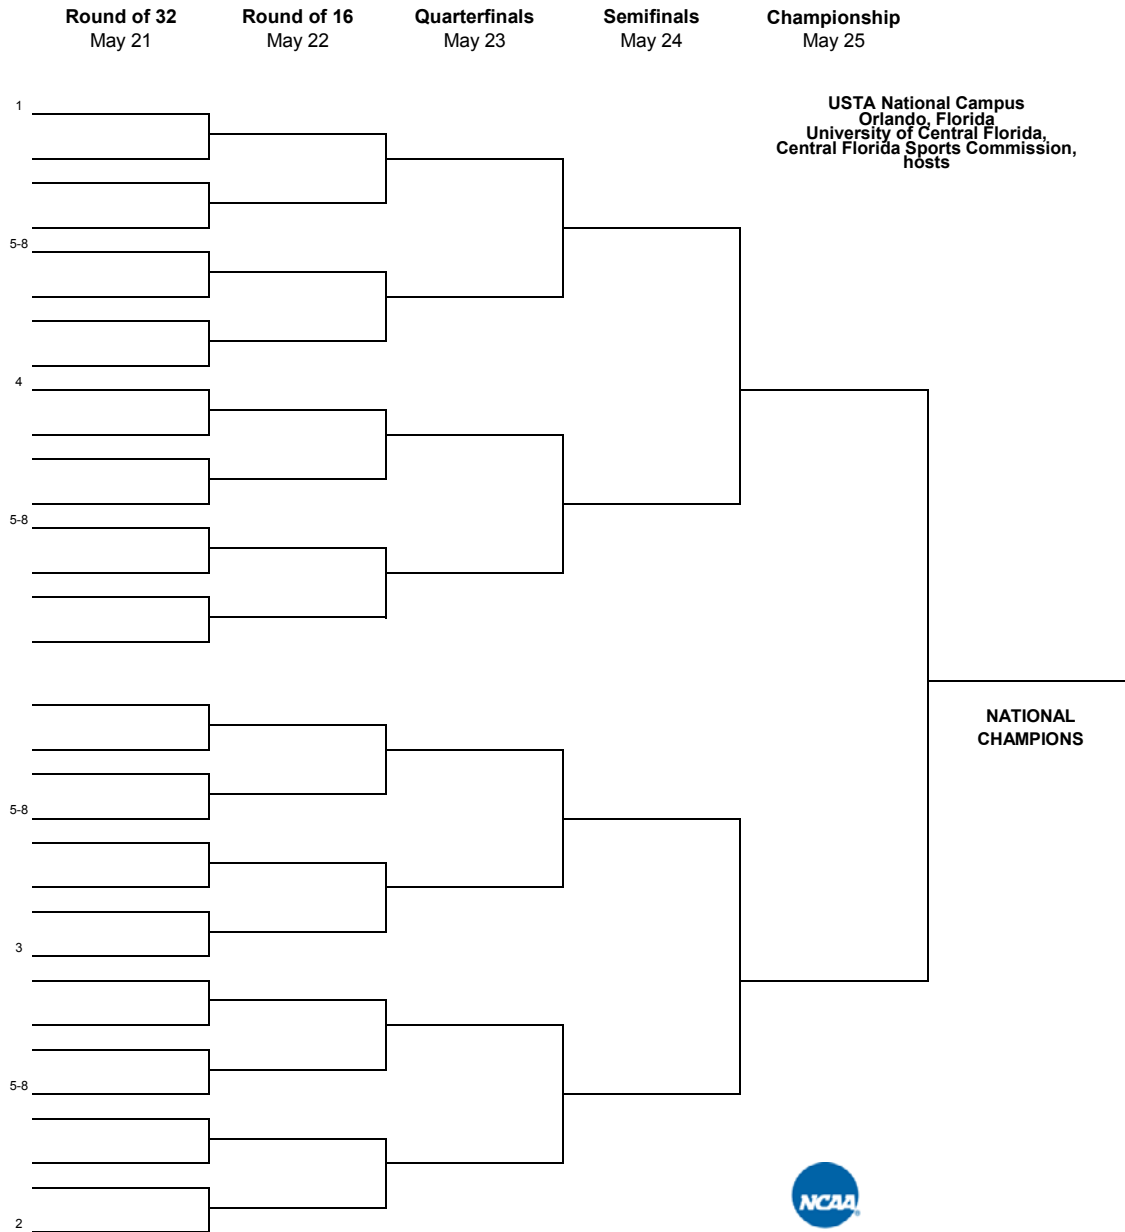 Round of 32 Round of 16 Quarterfinals Semifinals Championship
May 21 May 22 May 23 May 24 May 25
USTA National Campus
Orlando, Florida
University of Central Florida,
Central Florida Sports Commission,
hosts
1
5-8
4
5-8
NATIONAL
CHAMPIONS
5-8
3
5-8
2
NCAA